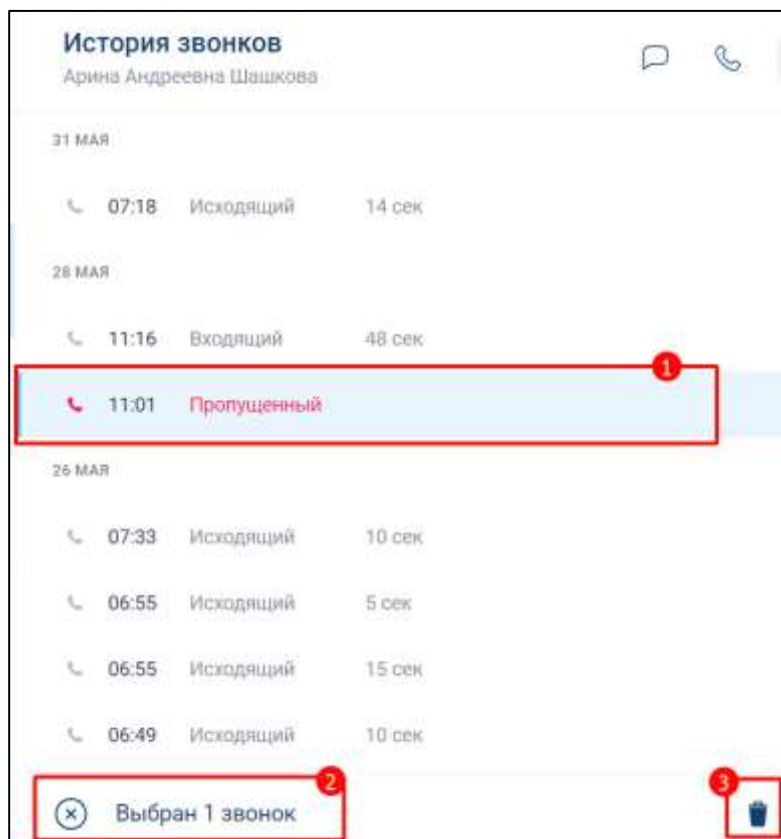 История звонков
Арина Андреевна Шашкова
31 МАЯ
07:18 Исходящий 14 сек
28 МАЯ
11:16 Входящий 48 сек
1
11:01 Пропущенный
26 МАЯ
07:33 Исходящий 10 сек
06:55 Исходящий 5 сек
06:55 Исходящий 15 сек
06:49 Исходящий 10 сек
2 3
Выбран 1 звонок